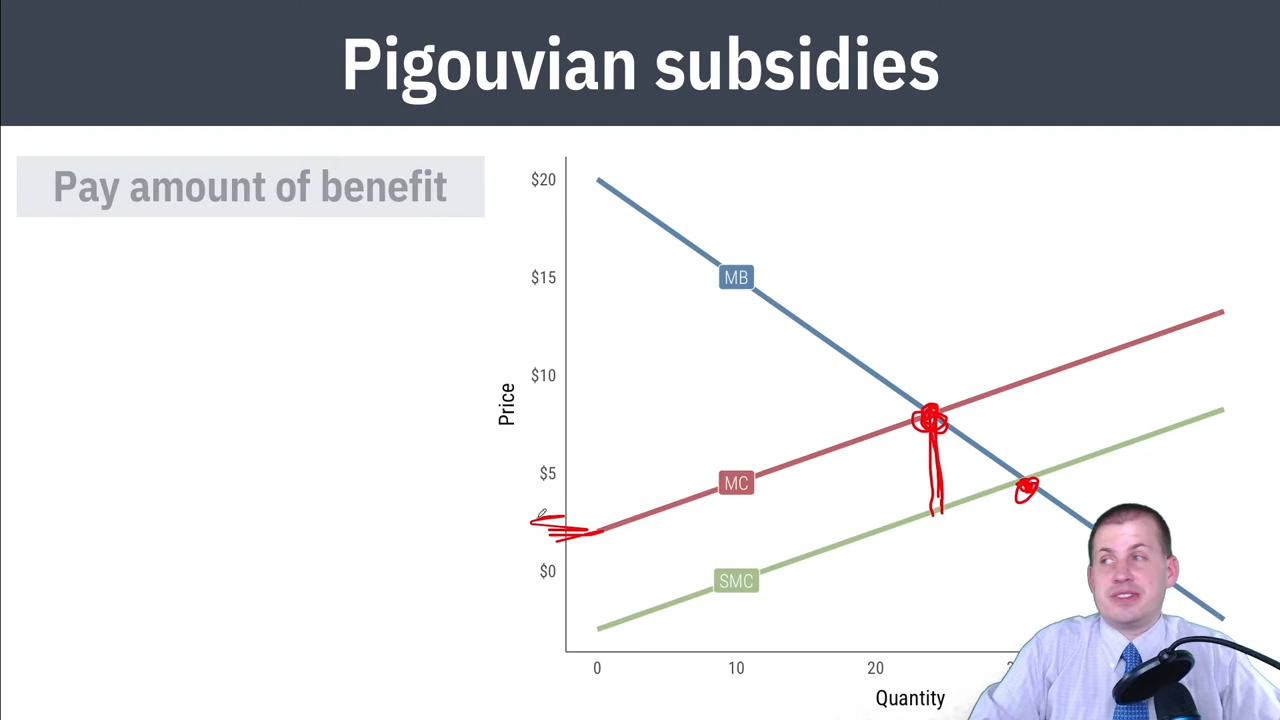 Pigouvian subsidies
Pay amount of benefit
$20
$15
$10
$5
$0
Price
MB
MC
SMC
0
10
20
Quantity